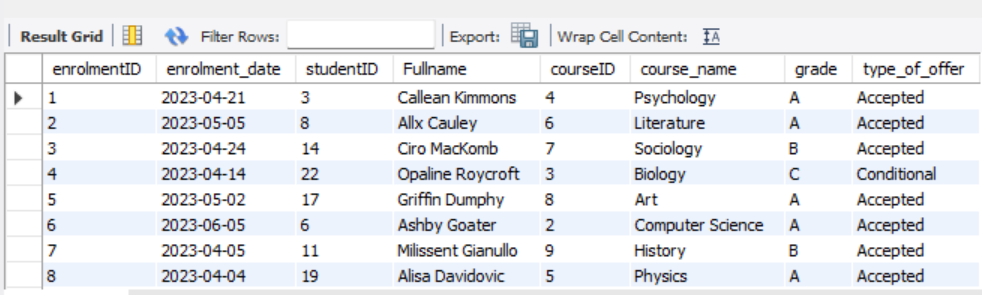 Result Grid Filter Rows: Export: Wrap Cell Content: IA
enrolmentID enrolment_date studentID Fullname courseID course_name grade type_of_offer
1 2023-04-21 3 Callean Kimmons 4 Psychology A Accepted
2 2023-05-05 8 Allx Cauley 6 Literature A Accepted
3 2023-04-24 14 Ciro MacKomb 7 Sociology B Accepted
4 2023-04-14 22 Opaline Roycroft 3 Biology C Conditional
5 2023-05-02 17 Griffin Dumphy 8 Art A Accepted
6 2023-06-05 6 Ashby Goater 2 Computer Science A Accepted
7 2023-04-05 11 Milissent Gianullo 9 History B Accepted
8 2023-04-04 19 Alisa Davidovic 5 Physics A Accepted